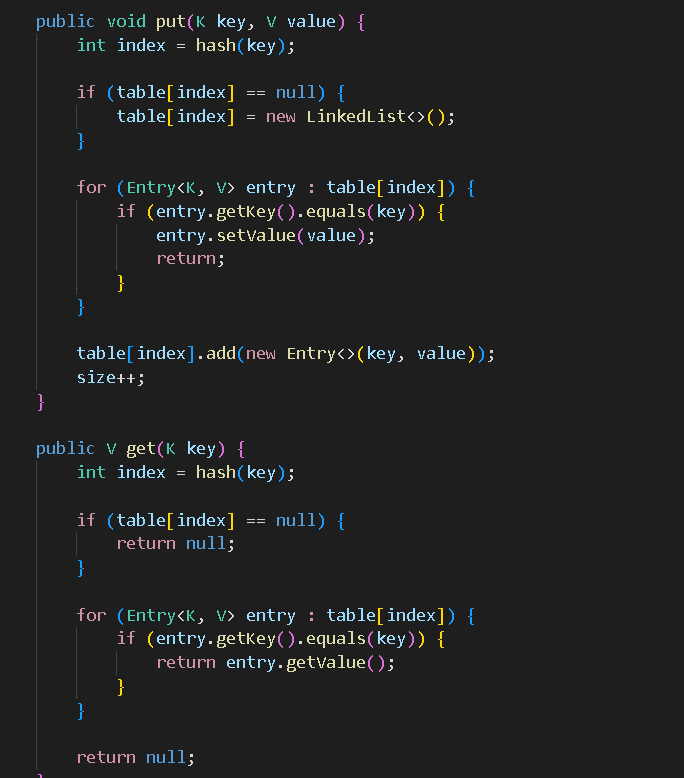 public void put(K key, V value) {
    int index = hash(key);

    if (table[index] == null) {
        table[index] = new LinkedList<>();
    }

    for (Entry<K, V> entry : table[index]) {
        if (entry.getKey().equals(key)) {
            entry.setValue(value);
            return;
        }
    }

    table[index].add(new Entry<>(key, value));
    size++;
}

public V get(K key) {
    int index = hash(key);

    if (table[index] == null) {
        return null;
    }

    for (Entry<K, V> entry : table[index]) {
        if (entry.getKey().equals(key)) {
            return entry.getValue();
        }
    }

    return null;
}